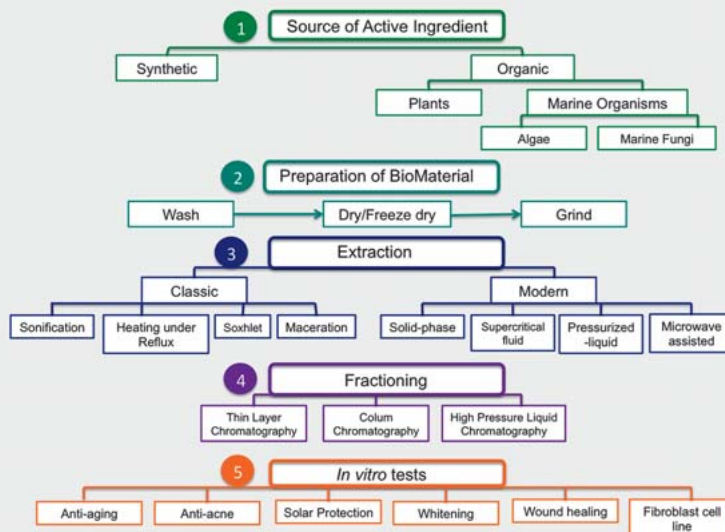 1
Source of Active Ingredient
Synthetic
Organic
Plants
Marine Organisms
Algae
Marine Fungi
2
Preparation of BioMaterial
Wash
Dry/Freeze dry
Grind
3
Extraction
Classic
Modern
Sonification
Heating under
Reflux
Soxhlet
Maceration
Solid-phase
Supercritical
fluid
Pressurized
-liquid
Microwave
assisted
4
Fractioning
Thin Layer
Chromatography
Colum
Chromatography
High Pressure Liquid
Chromatography
5
In vitro tests
Anti-aging
Anti-acne
Solar Protection
Whitening
Wound healing
Fibroblast cell
line